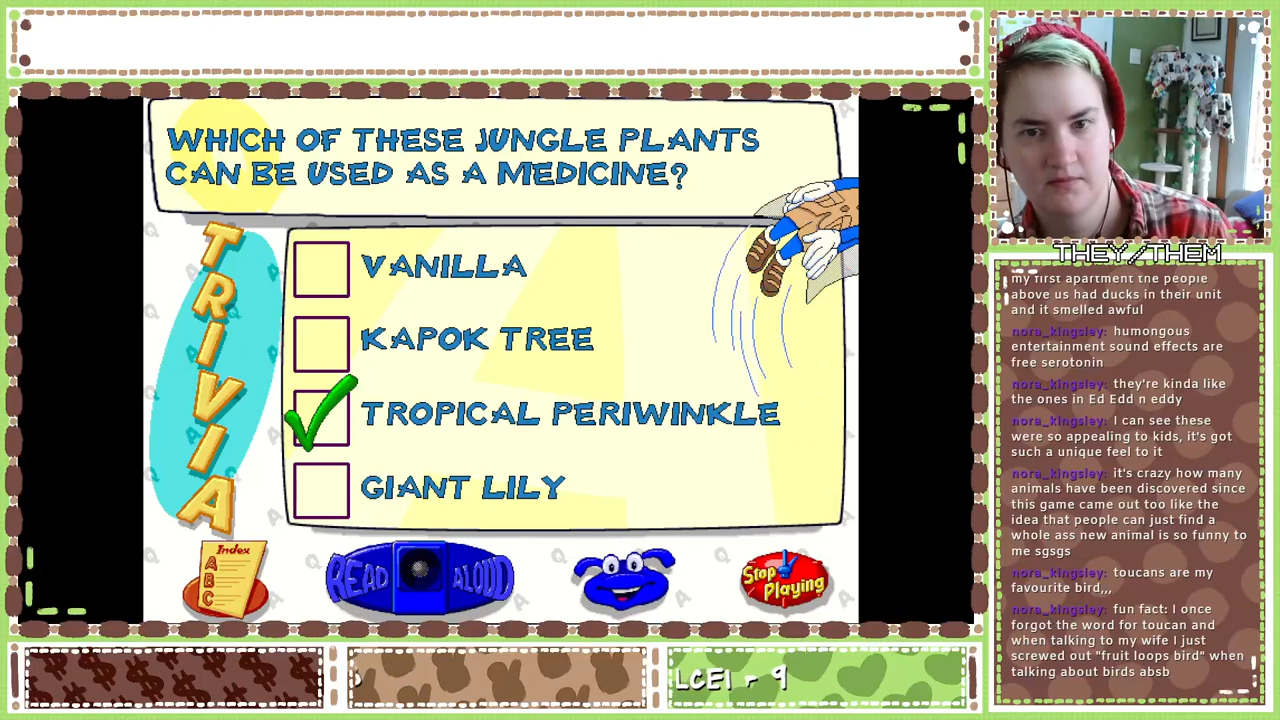 WHICH OF THESE JUNGLE PLANTS
CAN BE USED AS A MEDICINE?
TRIVIA
VANILLA
KAPOK TREE
TROPICAL PERIWINKLE
GIANT LILY
Index
A
B
C
READ ALOUD
Stop
Playing
LCEI - 9
THEY/THEM
my first apartment the people
above us had ducks in their unit
and it smelled awful
nora_kingsley: humongous
entertainment sound effects are
free serotonin
nora_kingsley: they're kinda like
the ones in Ed Edd n eddy
nora_kingsley: I can see these
were so appealing to kids, it's got
such a unique feel to it
nora_kingsley: it's crazy how many
animals have been discovered since
this game came out too like the
idea that people can just find a
whole ass new animal is so funny to
me sgsgs
nora_kingsley: toucans are my
favourite bird,,,
nora_kingsley: fun fact: I once
forgot the word for toucan and
when talking to my wife I just
screwed out "fruit loops bird" when
talking about birds absb